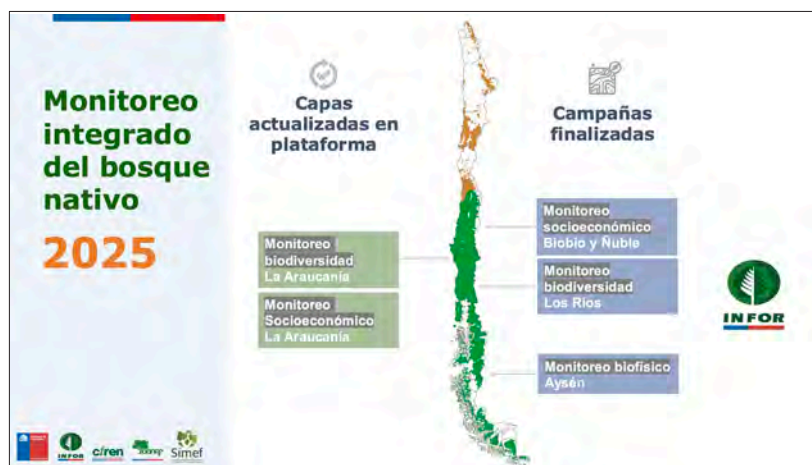 Monitoreo
integrado
del bosque
nativo
2025
Capas
actualizadas en
plataforma
Monitoreo
biodiversidad
La Araucanía
Monitoreo
Socioeconómico
La Araucanía
Campañas
finalizadas
Monitoreo
socioeconómico
Biobio y Ñuble
Monitoreo
biodiversidad
Los Ríos
Monitoreo biofísico
Aysén
INFOR
INFOR
ciren
Simef